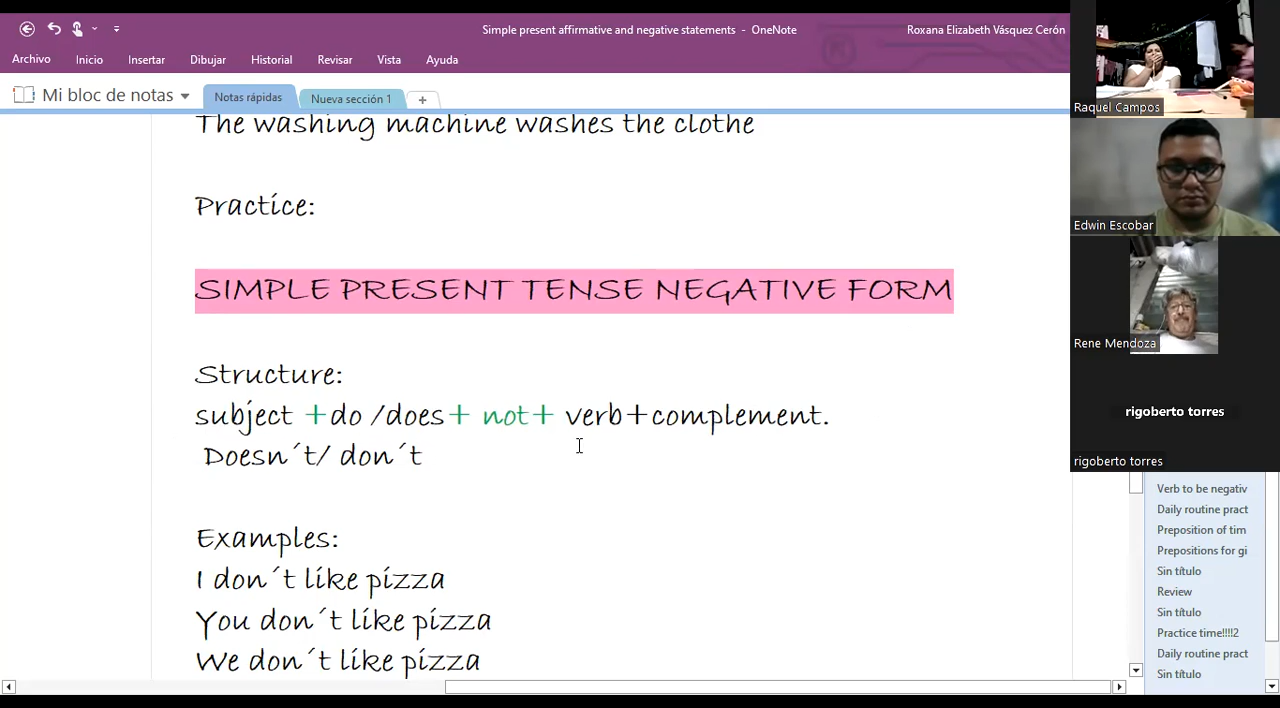 Simple present affirmative and negative statements - OneNote
Roxana Elizabeth Vásquez Cerón
Archivo Inicio Insertar Dibujar Historial Revisar Vista Ayuda
Mi bloc de notas Notas rápidas Nueva sección 1 +
The washing machine washes the clothe
Practice:
SIMPLE PRESENT TENSE NEGATIVE FORM
Structure:
subject +do /does+ not+ verb+complement.
Doesn´t/ don´t
Examples:
I don´t like pizza
You don´t like pizza
We don´t like pizza
Raquel Campos
Edwin Escobar
Rene Mendoza
rigoberto torres
rigoberto torres
Verb to be negativ
Daily routine pract
Preposition of tim
Prepositions for gi
Sin título
Review
Sin título
Practice time!!!!2
Daily routine pract
Sin título